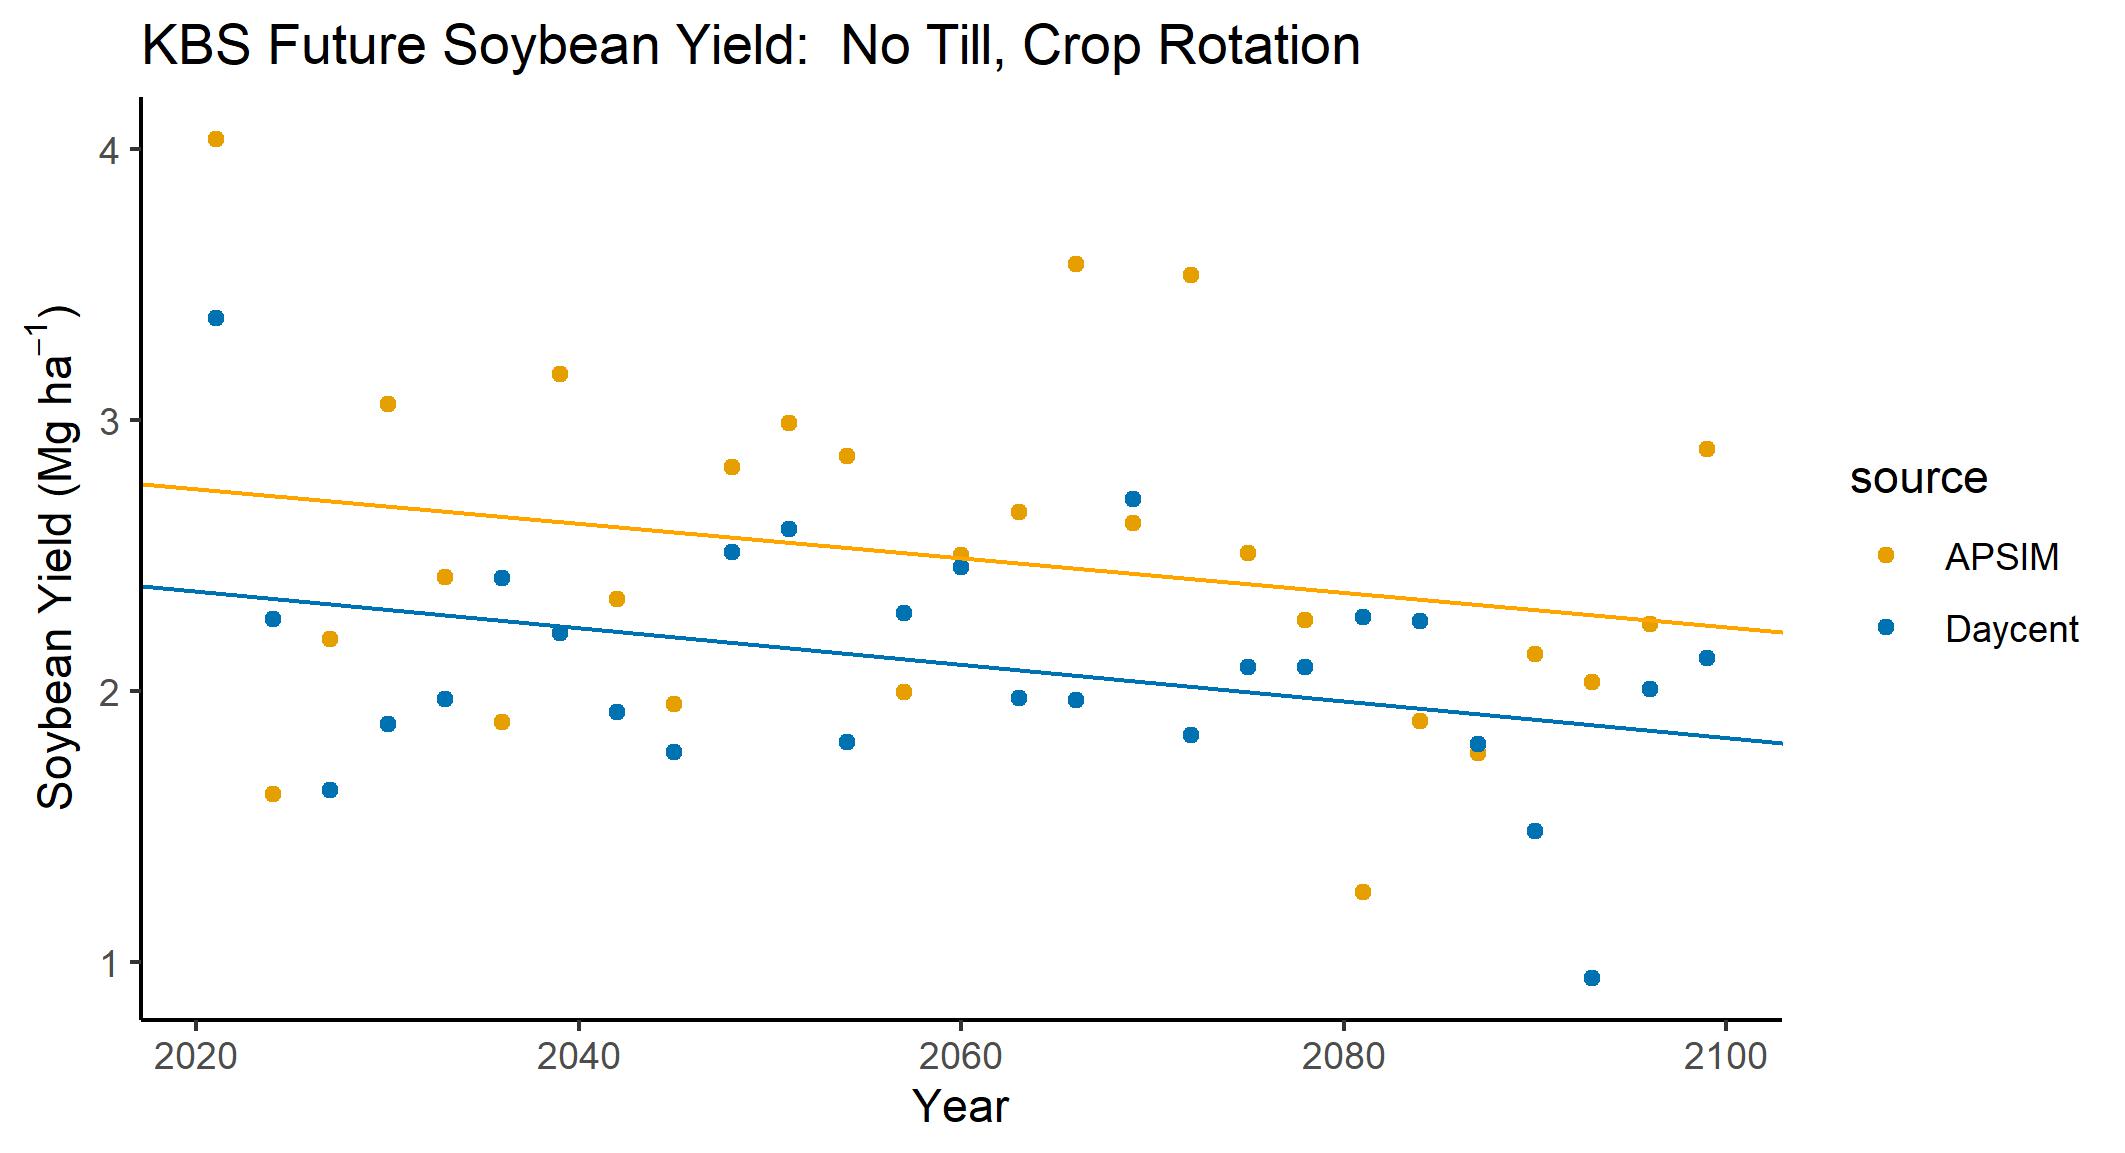 KBS Future Soybean Yield:  No Till, Crop Rotation
Soybean Yield (Mg ha⁻¹)
4
3
2
1
2020 2040 2060 2080 2100
Year
source
APSIM
Daycent